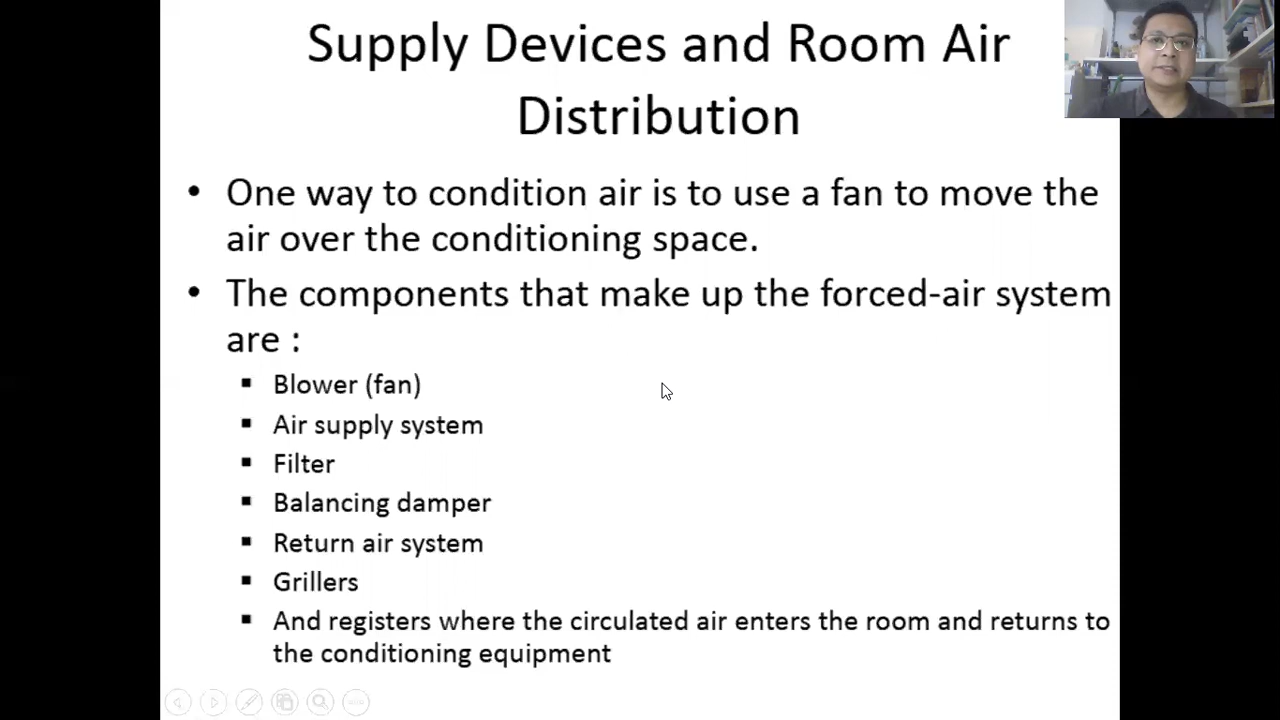 Supply Devices and Room Air
Distribution
• One way to condition air is to use a fan to move the
air over the conditioning space.
• The components that make up the forced-air system
are :
▪ Blower (fan)
▪ Air supply system
▪ Filter
▪ Balancing damper
▪ Return air system
▪ Grillers
▪ And registers where the circulated air enters the room and returns to
the conditioning equipment